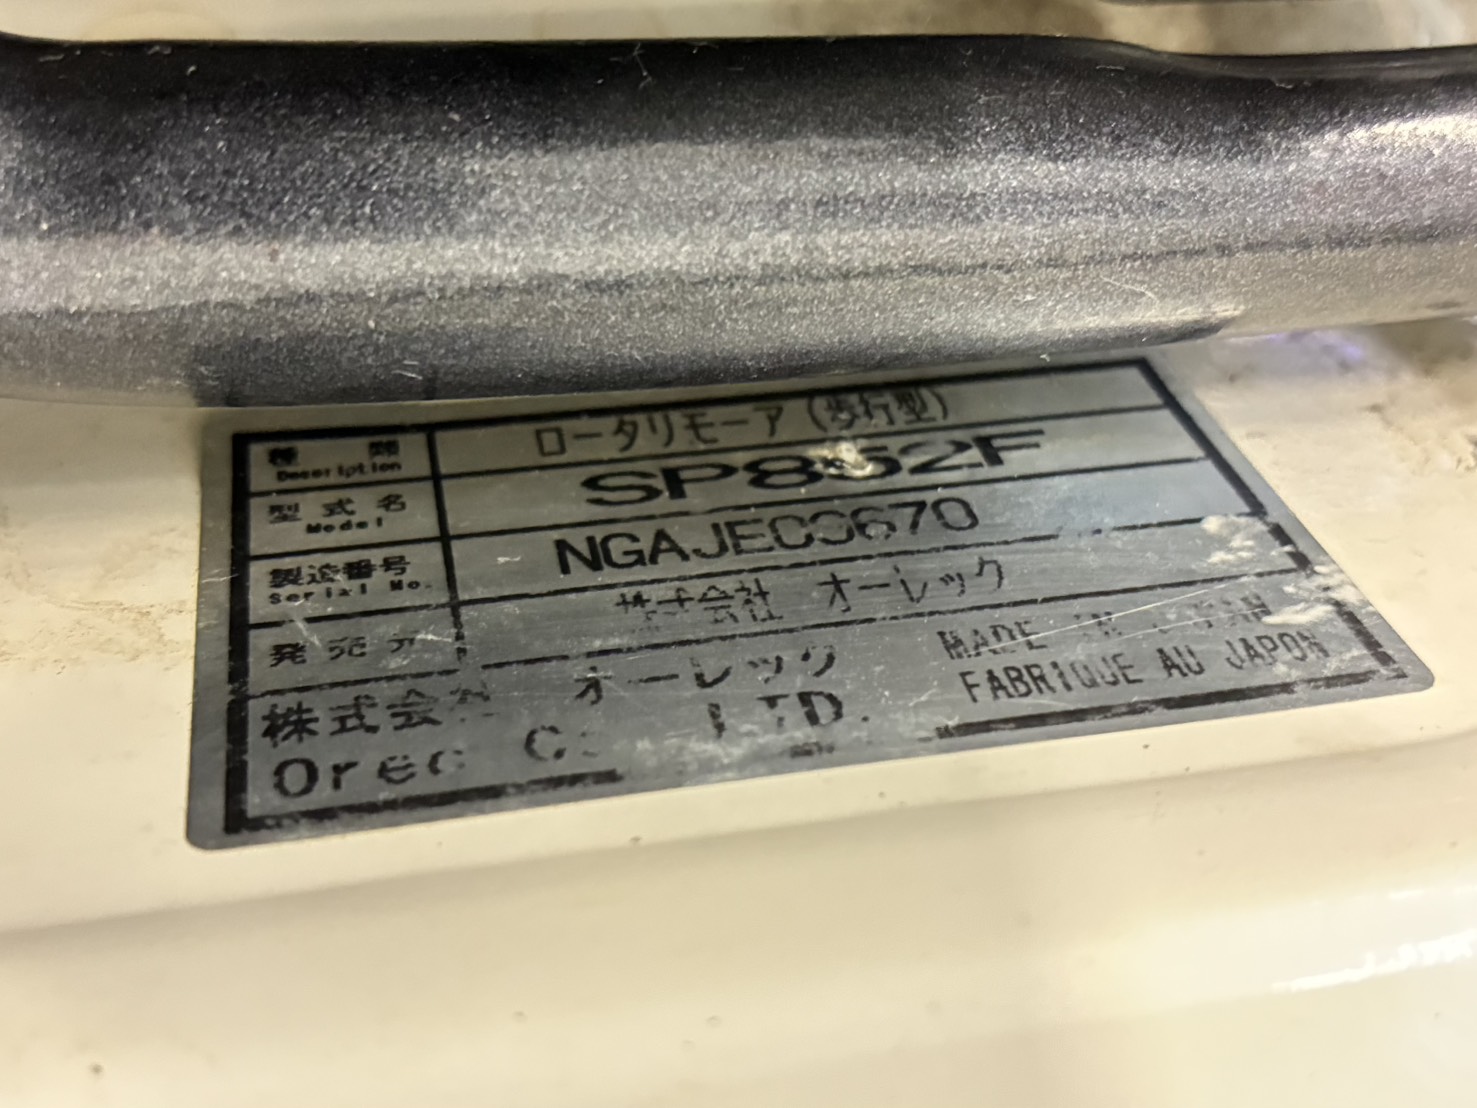 種類 ロータリモーア(歩行型)
Description
型式名 SP852F
Model
製造番号 NGAJEC0670
Serial No.
発売元 株式会社 オーレック
株式会社 オーレック
Orec Co LTD.
MADE IN JAPAN
FABRIQUE AU JAPON